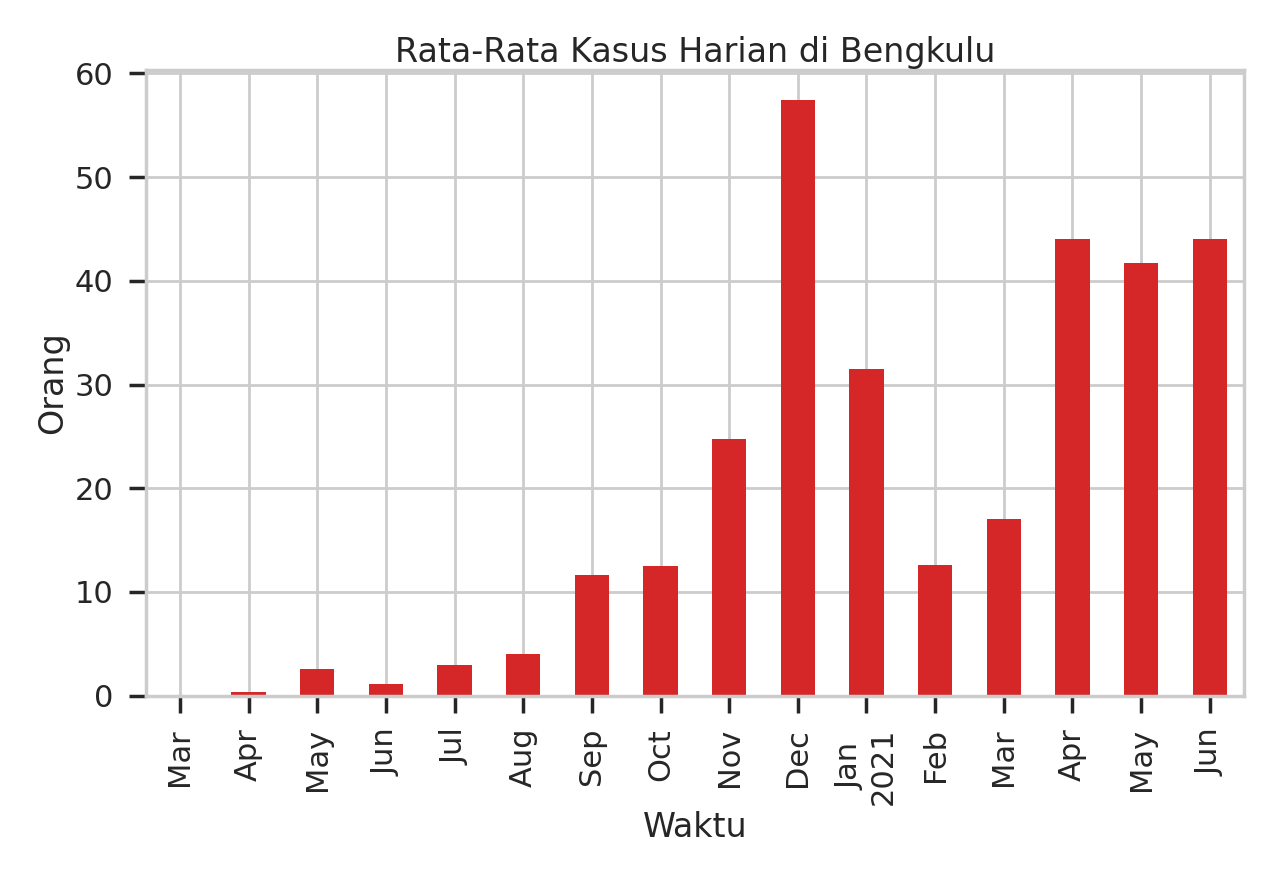 Rata-Rata Kasus Harian di Bengkulu
60
50
40
30
20
10
0
Orang
Mar
Apr
May
Jun
Jul
Aug
Sep
Oct
Nov
Dec
Jan
2021
Feb
Mar
Apr
May
Jun
Waktu